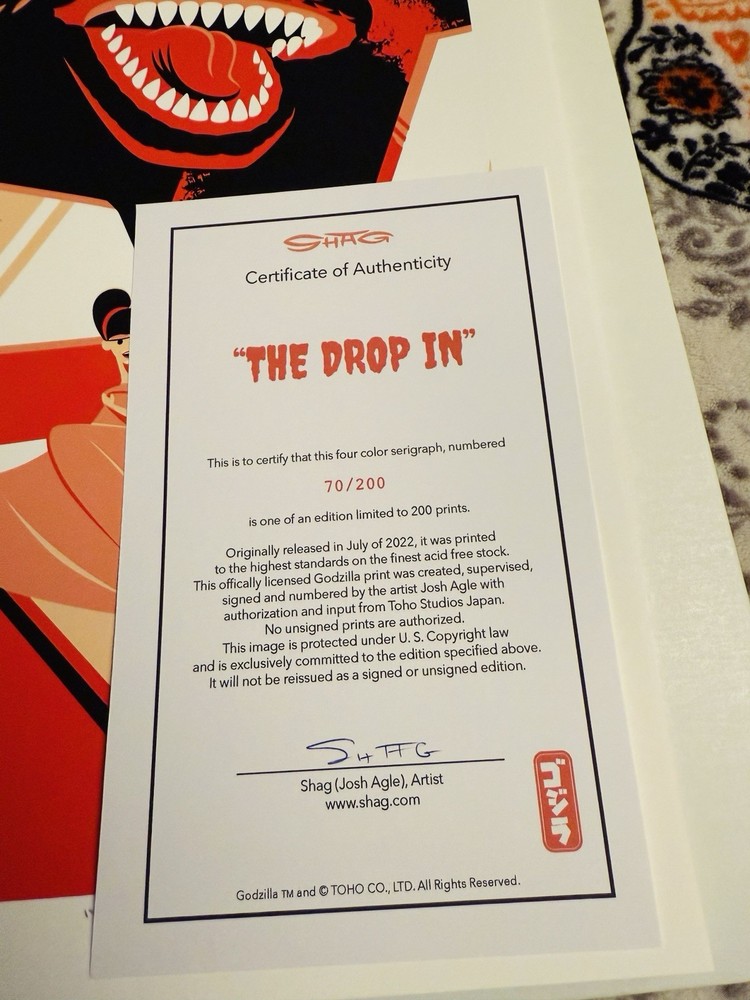 SHAG
Certificate of Authenticity
“THE DROP IN”
This is to certify that this four color serigraph, numbered
70/200
is one of an edition limited to 200 prints.
Originally released in July of 2022, it was printed
to the highest standards on the finest acid free stock.
This offically licensed Godzilla print was created, supervised,
signed and numbered by the artist Josh Agle with
authorization and input from Toho Studios Japan.
No unsigned prints are authorized.
This image is protected under U. S. Copyright law
and is exclusively committed to the edition specified above.
It will not be reissued as a signed or unsigned edition.
SHAG
Shag (Josh Agle), Artist
www.shag.com
ゴジラ
Godzilla TM and © TOHO CO., LTD. All Rights Reserved.